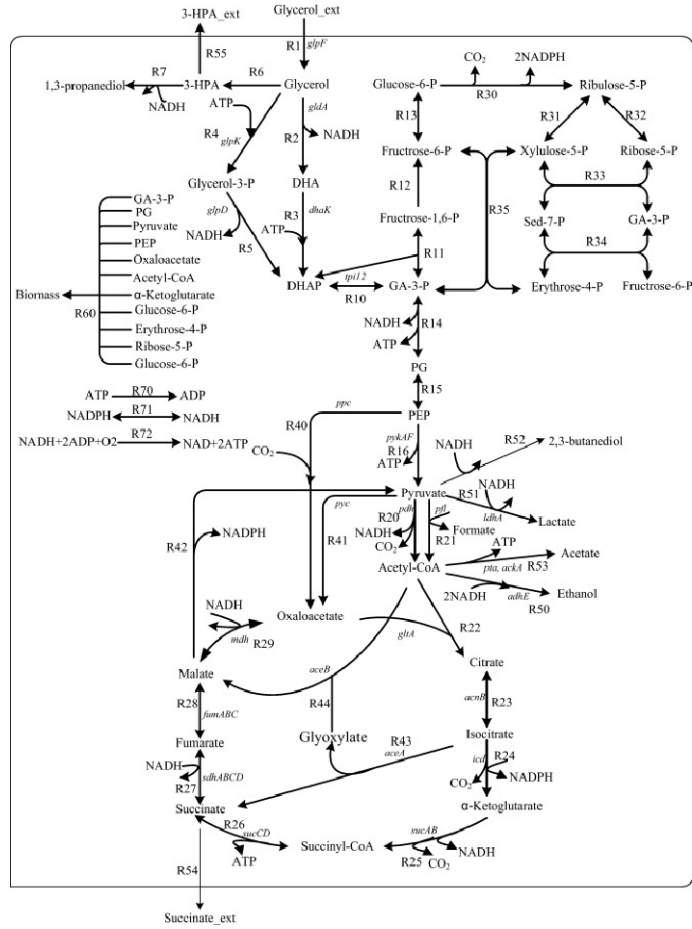 3-HPA_ext
Glycerol_ext
R55
R1
glpF
1,3-propanediol
R7
NADH
3-HPA
R6
Glycerol
ATP
R4
glpK
gldA
R2
NADH
Glycerol-3-P
DHA
glpD
NADH
R5
R3
dhaK
ATP
DHAP
tpi12
R10
GA-3-P
Glucose-6-P
CO2
2NADPH
R30
Ribulose-5-P
R13
R31
R32
Fructrose-6-P
Xylulose-5-P
Ribose-5-P
R12
R35
R33
Fructrose-1,6-P
Sed-7-P
GA-3-P
R11
R34
Erythrose-4-P
Fructrose-6-P
GA-3-P
PG
Pyruvate
PEP
Oxaloacetate
Acetyl-CoA
Biomass
α-Ketoglutarate
R60
Glucose-6-P
Erythrose-4-P
Ribose-5-P
Glucose-6-P
NADH
R14
ATP
PG
R15
ATP
R70
ADP
NADPH
R71
NADH
NADH+2ADP+O2
R72
NAD+2ATP
ppc
PEP
R40
CO2
pykAF
R16
ATP
NADH
R52
2,3-butanediol
Pyruvate
R51
NADH
ldhA
Lactate
pyc
R41
R42
NADPH
R20
pdh
NADH
CO2
pfl
R21
Formate
Acetyl-CoA
ATP
pta, ackA
R53
Acetate
2NADH
adhE
R50
Ethanol
NADH
mdh
R29
Oxaloacetate
gltA
R22
Malate
aceB
Citrate
R28
fumABC
R44
acnB
R23
Fumarate
Glyoxylate
R43
aceA
Isocitrate
NADH
sdhABCD
R27
icd
R24
CO2
NADPH
Succinate
α-Ketoglutarate
R26
sucCD
ATP
Succinyl-CoA
sucAB
R25
CO2
NADH
R54
Succinate_ext